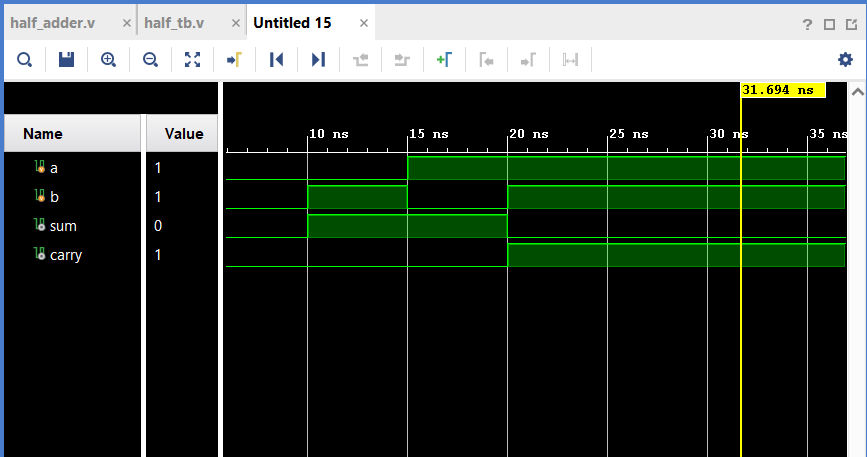 half_adder.v × half_tb.v × Untitled 15 × ?
31.694 ns
Name Value 10 ns 15 ns 20 ns 25 ns 30 ns 35 ns
a 1
b 1
sum 0
carry 1